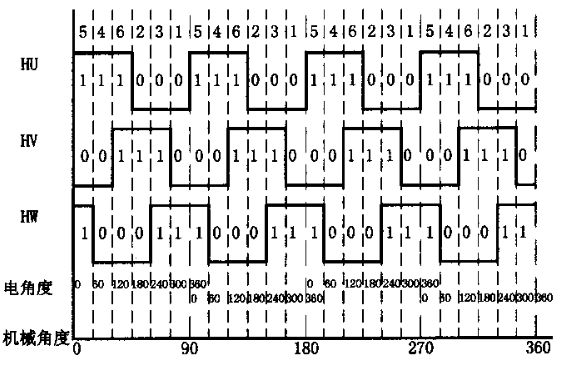 5 4 6 2 3 1 5 4 6 2 3 1 5 4 6 2 3 1 5 4 6 2 3 1
HU
1 1 1 0 0 0 1 1 1 0 0 0 1 1 1 0 0 0 1 1 1 0 0 0
HV
0 0 1 1 1 0 0 0 1 1 1 0 0 0 1 1 1 0 0 0 1 1 1 0
HW
1 0 0 0 1 1 1 0 0 0 1 1 1 0 0 0 1 1 1 0 0 0 1 1
电角度 0 60 120 180 240 300 360 0 60 120 180 240 300 360
0 60 120 180 240 300 360 0 60 120 180 240 300 360
机械角度 0 90 180 270 360